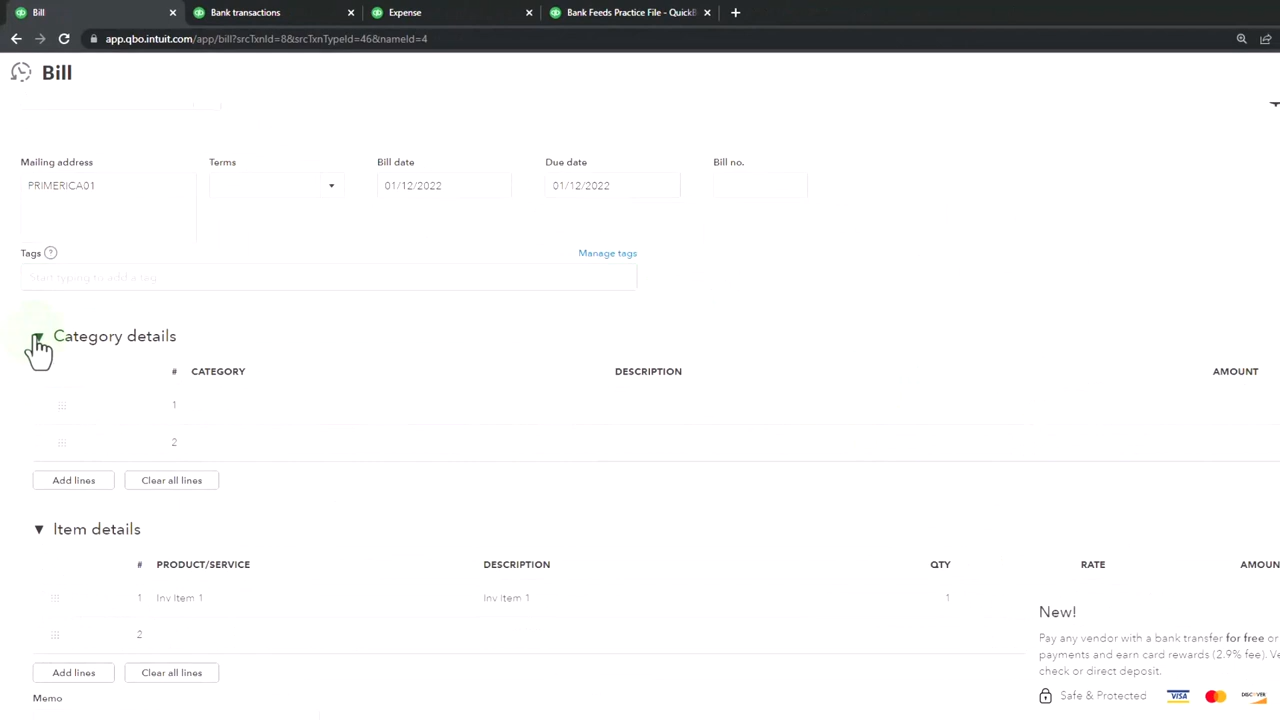 Bill
Bank transactions
Expense
Bank Feeds Practice File - QuickB
app.qbo.intuit.com/app/bill?srcTxnId=8&srcTxnTypeId=46&nameId=4
Bill
Mailing address
Terms
Bill date
Due date
Bill no.
PRIMERICA01
01/12/2022
01/12/2022
Tags ?
Manage tags
Start typing to add a tag
Category details
# CATEGORY DESCRIPTION AMOUNT
1
2
Add lines
Clear all lines
Item details
# PRODUCT/SERVICE DESCRIPTION QTY RATE AMOUN
1 Inv Item 1 Inv Item 1 1
2
Add lines
Clear all lines
Memo
New!
Pay any vendor with a bank transfer for free or
payments and earn card rewards (2.9% fee). Ve
check or direct deposit.
Safe & Protected VISA DISCOVER